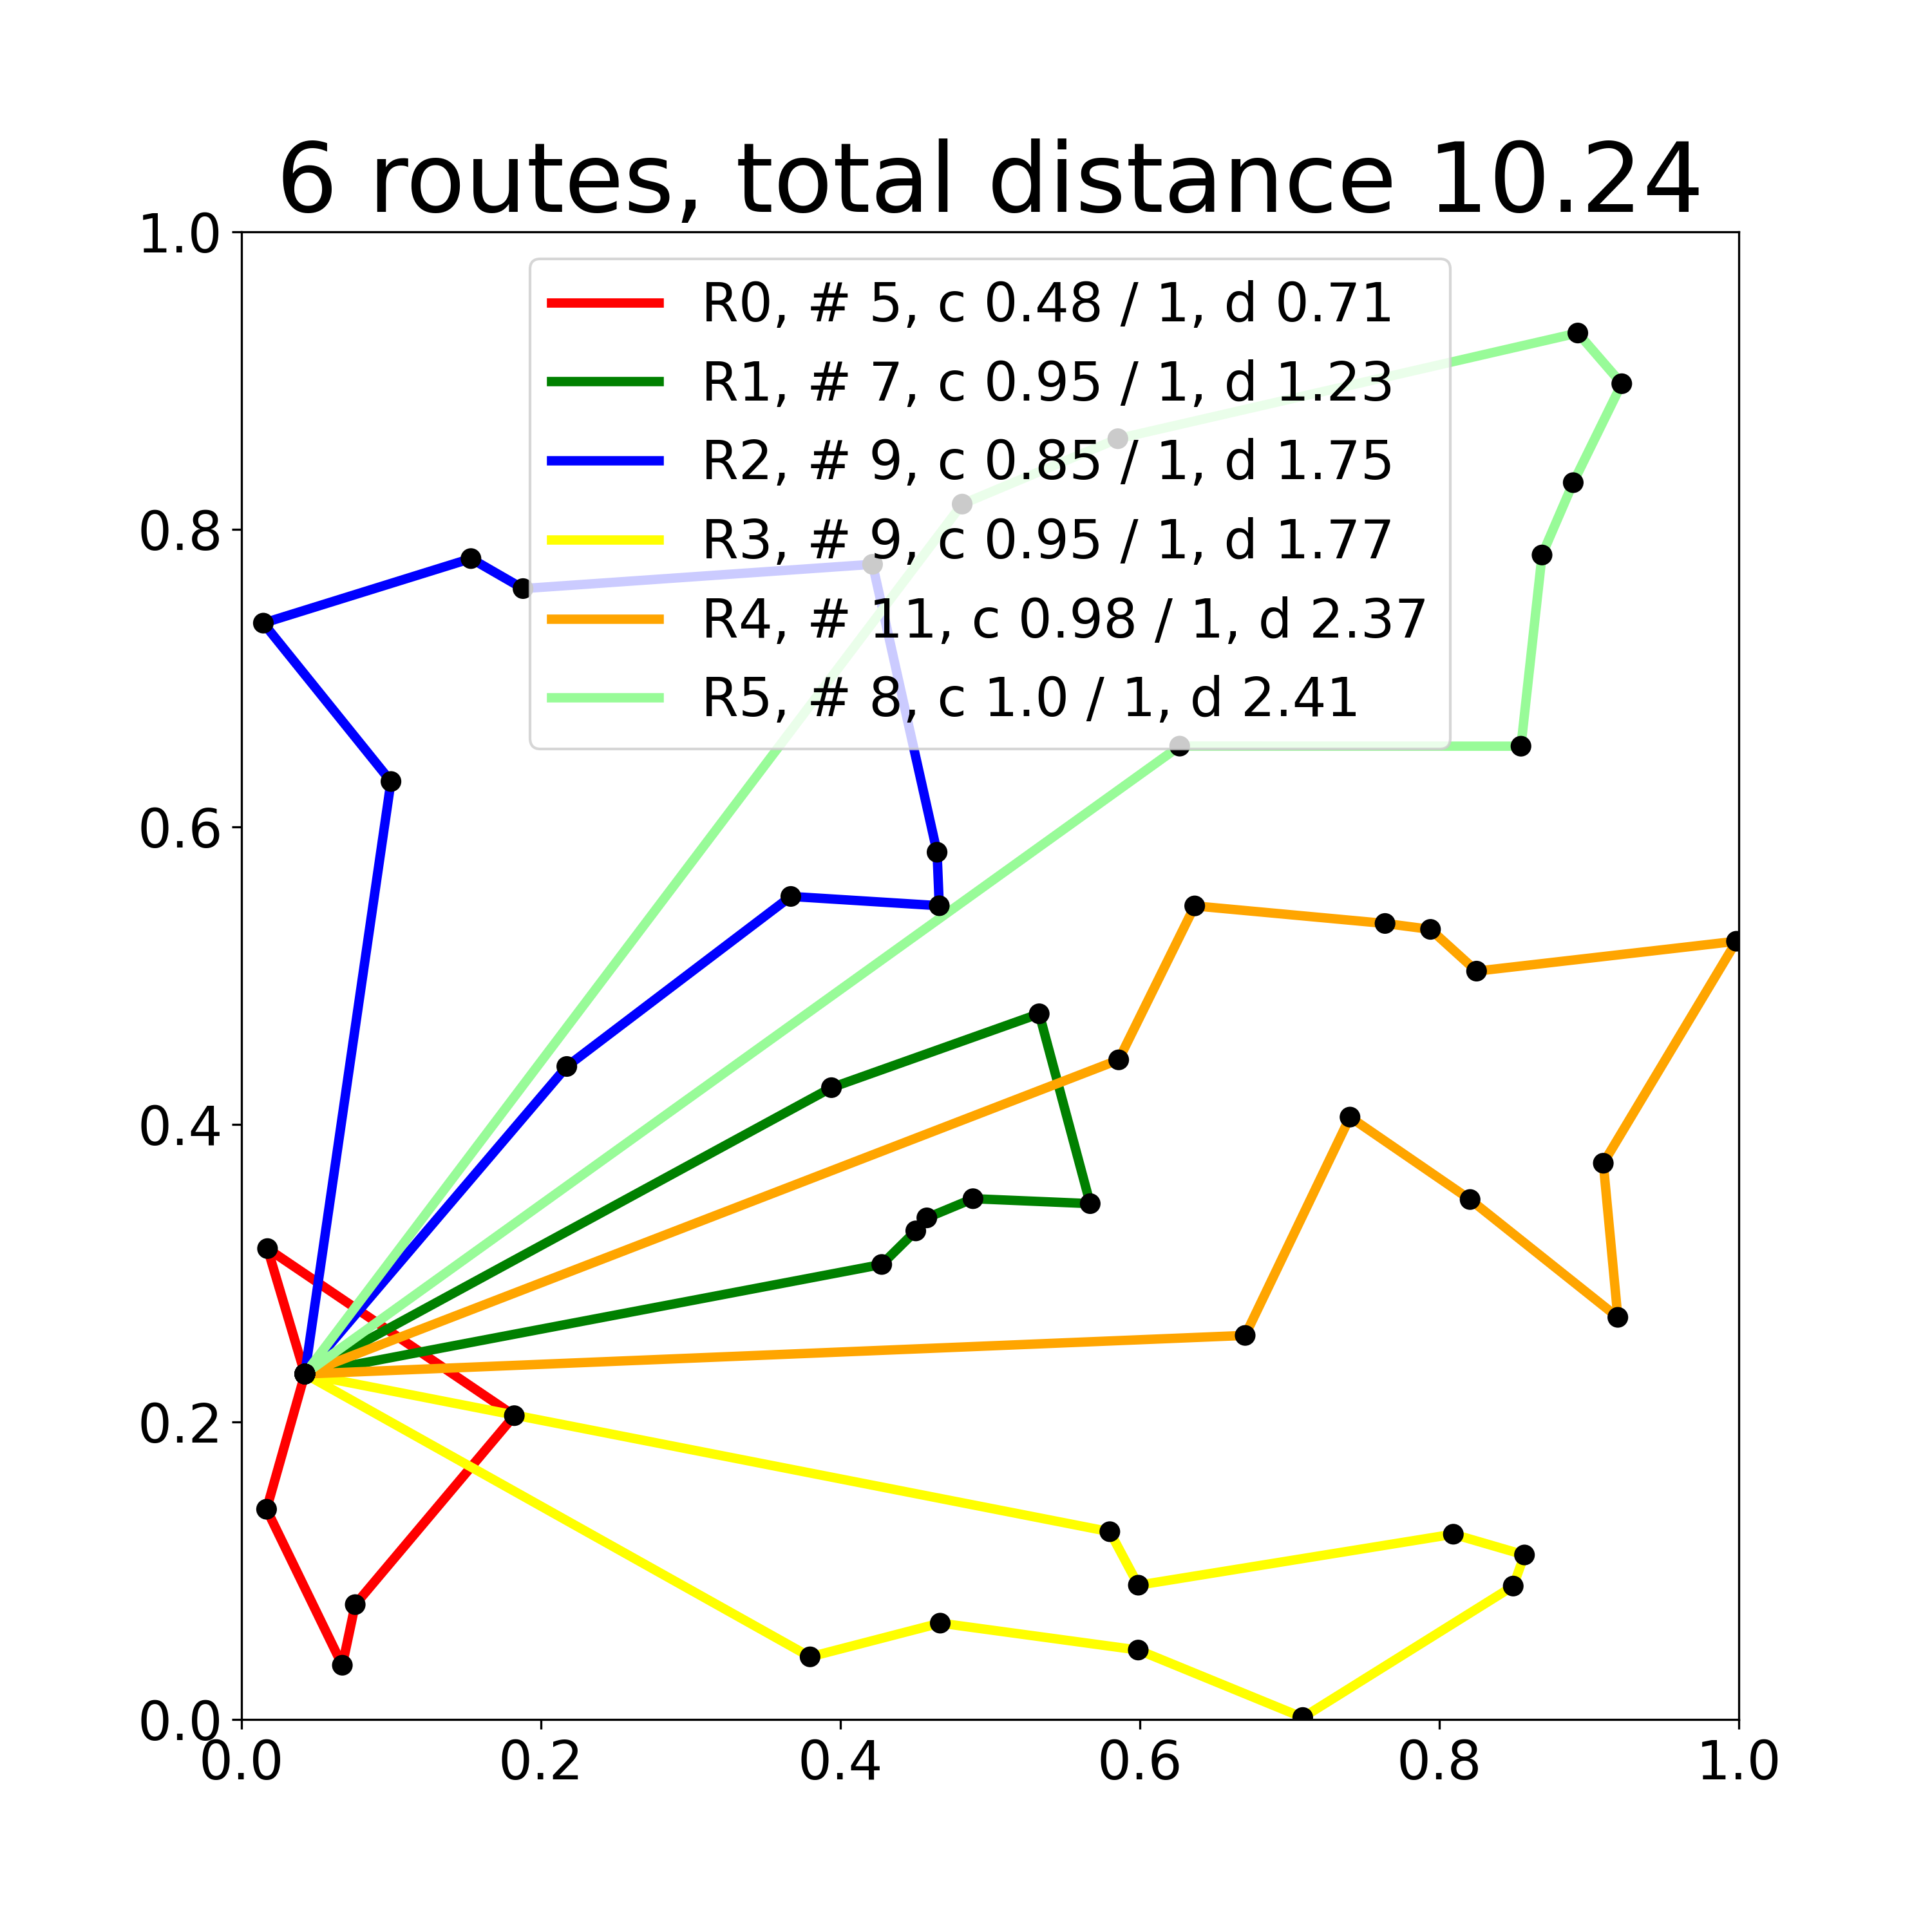 6 routes, total distance 10.24
1.0
R0, # 5, c 0.48 / 1, d 0.71
R1, # 7, c 0.95 / 1, d 1.23
R2, # 9, c 0.85 / 1, d 1.75
R3, # 9, c 0.95 / 1, d 1.77
R4, # 11, c 0.98 / 1, d 2.37
R5, # 8, c 1.0 / 1, d 2.41
0.8
0.6
0.4
0.2
0.0
0.0 0.2 0.4 0.6 0.8 1.0